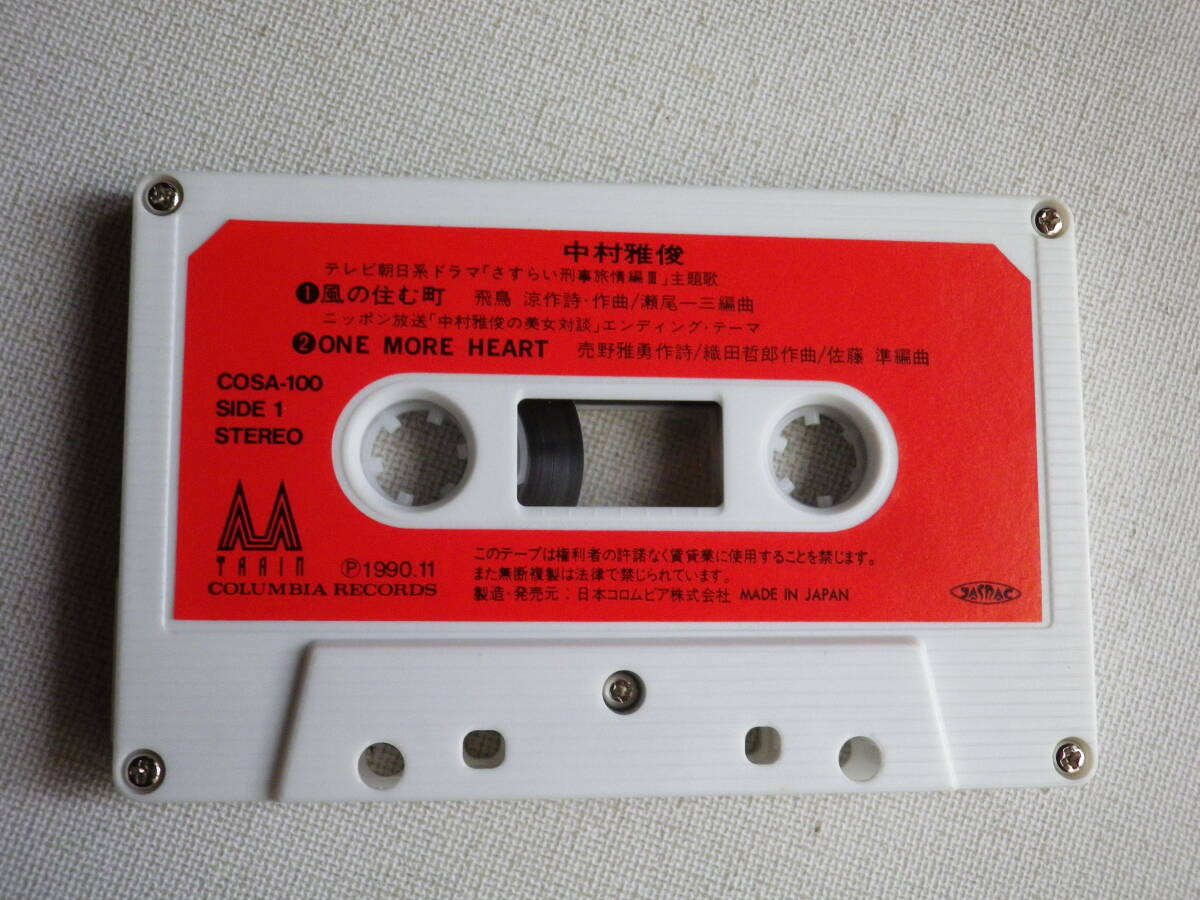 中村雅俊
テレビ朝日系ドラマ「さすらい刑事旅情編Ⅲ」主題歌
❶風の住む町 飛鳥 涼作詩・作曲/瀬尾一三編曲
ニッポン放送「中村雅俊の美女対談」エンディング・テーマ
❷ONE MORE HEART 売野雅勇作詩/織田哲郎作曲/佐藤 準編曲
COSA-100
SIDE 1
STEREO
TRAIN
Ⓟ1990.11
COLUMBIA RECORDS
このテープは権利者の許諾なく賃貸業に使用することを禁じます。
また無断複製は法律で禁じられています。
製造・発売元：日本コロムビア株式会社 MADE IN JAPAN
JASRAC